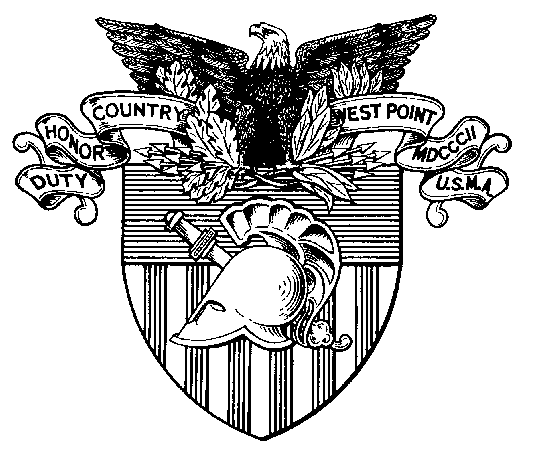 DUTY
HONOR
COUNTRY
WEST POINT
MDCCCII
U.S.M.A.